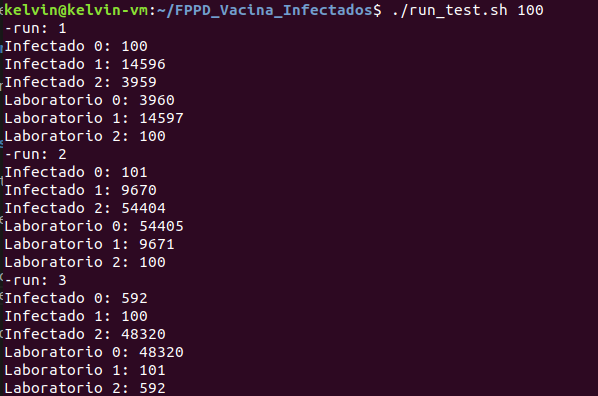 kelvin@kelvin-vm:~/FPPD_Vacina_Infectados$ ./run_test.sh 100
-run: 1
Infectado 0: 100
Infectado 1: 14596
Infectado 2: 3959
Laboratorio 0: 3960
Laboratorio 1: 14597
Laboratorio 2: 100
-run: 2
Infectado 0: 101
Infectado 1: 9670
Infectado 2: 54404
Laboratorio 0: 54405
Laboratorio 1: 9671
Laboratorio 2: 100
-run: 3
Infectado 0: 592
Infectado 1: 100
Infectado 2: 48320
Laboratorio 0: 48320
Laboratorio 1: 101
Laboratorio 2: 592